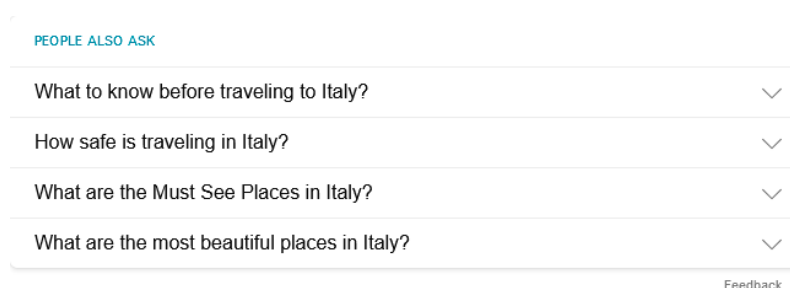 PEOPLE ALSO ASK
What to know before traveling to Italy?
How safe is traveling in Italy?
What are the Must See Places in Italy?
What are the most beautiful places in Italy?
Feedback